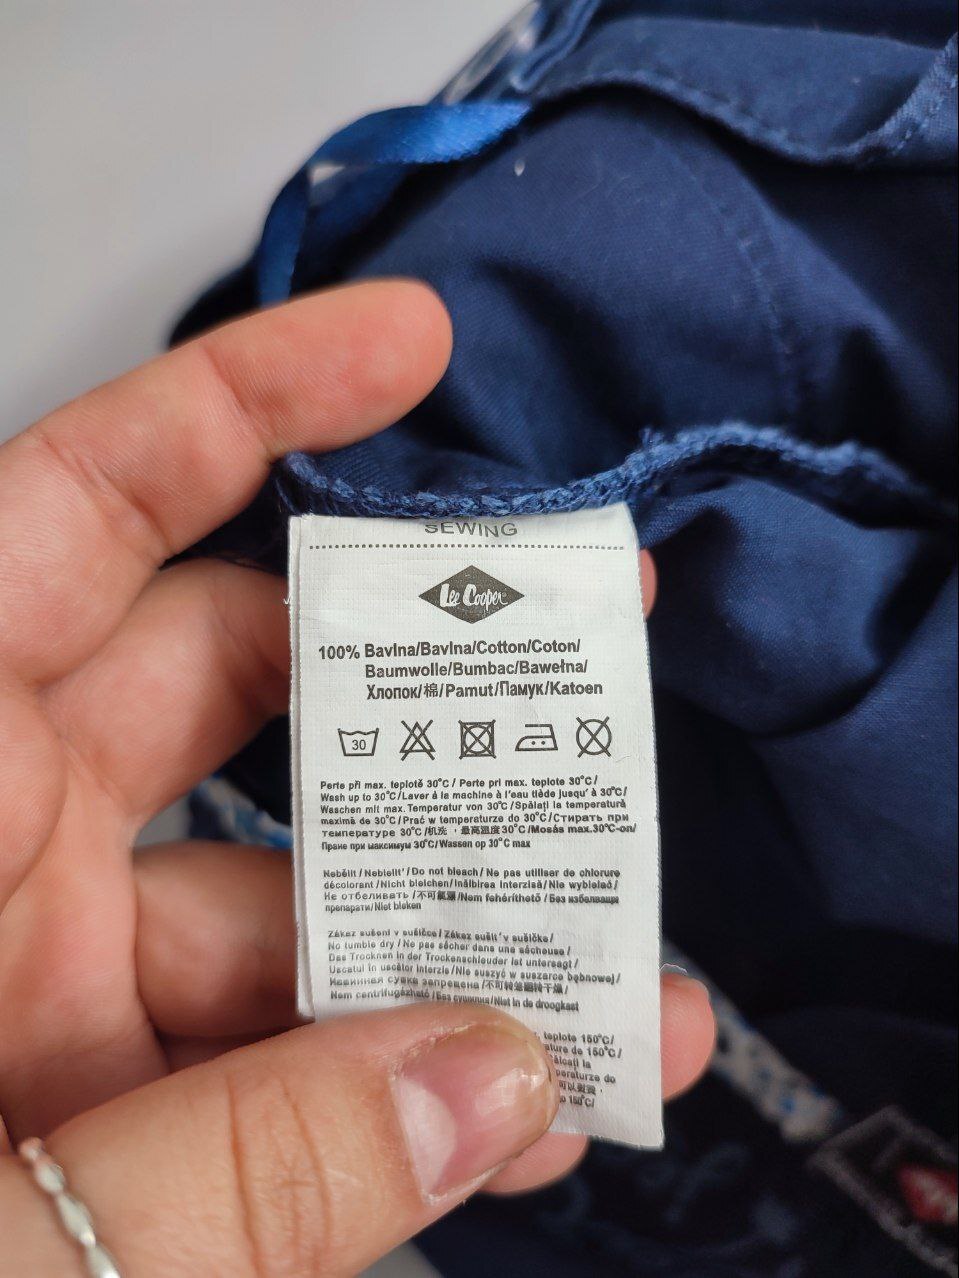 SEWING
Lee Cooper
100% Bavlna/Bavlna/Cotton/Coton/
Baumwolle/Bumbac/Bawełna/
Хлопок/棉/Pamut/Памук/Katoen
30
Perte při max. teplotě 30°C / Perte pri max. teplote 30°C/
Wash up to 30°C/Laver à la machine à l'eau tiède jusqu' à 30°C/
Waschen mit max. Temperatur von 30°C / Spălați la temperatură
maximă de 30°C / Prać w temperaturze do 30°C/Стирать при
температуре 30°C/机洗 ，最高温度30°C/Mosás max.30°C-on/
Пране при максимум 30°C/Wassen op 30°C max
Nebělit / Nebieliť / Do not bleach / Ne pas utiliser de chlorure
décolorant / Nicht bleichen/Inălbirea interzisă/ Nie wybielać/
Не отбеливать /不可氯漂/Nem fehéríthető / Без избелващи
препарати/ Niet bleken
Zákaz sušení v sušičce / Zákaz sušiť v sušičke/
No tumble dry / Ne pas sécher dans une sécheuse /
Das Trocknen in der Trockenschleuder ist untersagt /
Uscatul în uscător interzis / Nie suszyć w suszarce bębnowej/
сушка запрещена /不可转笼翻转干燥/
Nem centrifugázható / Без сушилня/Niet in de droogkast
teplote 150°C/
de 150°C/
la
do
150°C/